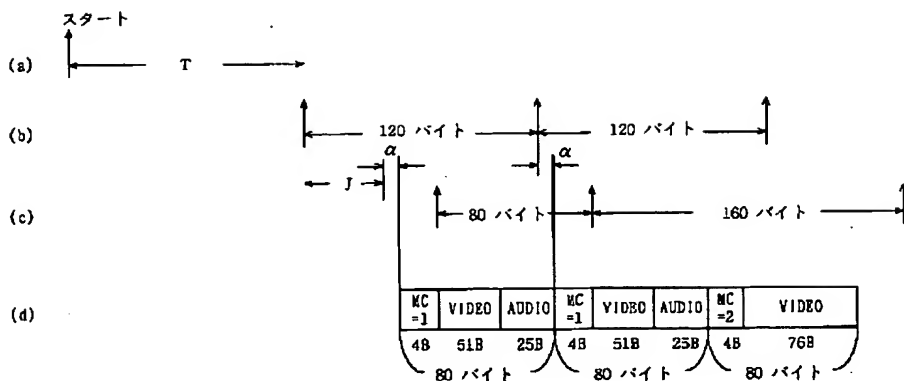 スタート
(a) T
(b) 120 バイト 120 バイト
α α
J
(c) 80 バイト 160 バイト
(d) MC=1 VIDEO AUDIO MC=1 VIDEO AUDIO MC=2 VIDEO
4B 51B 25B 4B 51B 25B 4B 76B
80 バイト 80 バイト 80 バイト